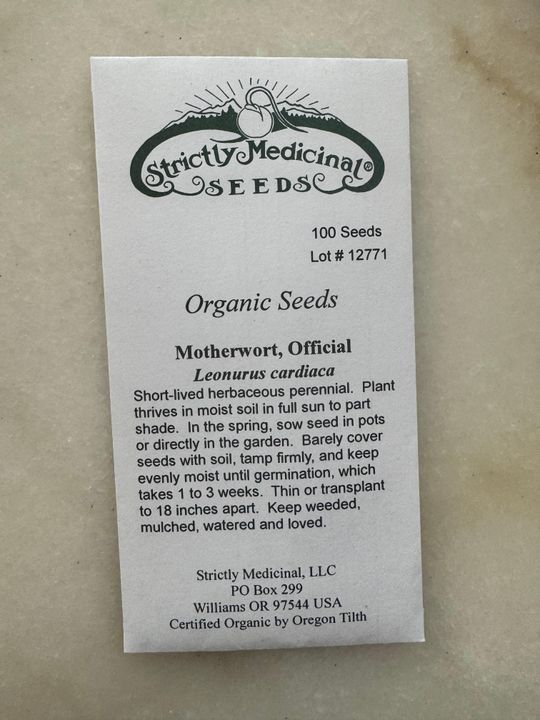 Strictly Medicinal®
SEEDS
100 Seeds
Lot # 12771
Organic Seeds
Motherwort, Official
Leonurus cardiaca
Short-lived herbaceous perennial. Plant
thrives in moist soil in full sun to part
shade. In the spring, sow seed in pots
or directly in the garden. Barely cover
seeds with soil, tamp firmly, and keep
evenly moist until germination, which
takes 1 to 3 weeks. Thin or transplant
to 18 inches apart. Keep weeded,
mulched, watered and loved.
Strictly Medicinal, LLC
PO Box 299
Williams OR 97544 USA
Certified Organic by Oregon Tilth